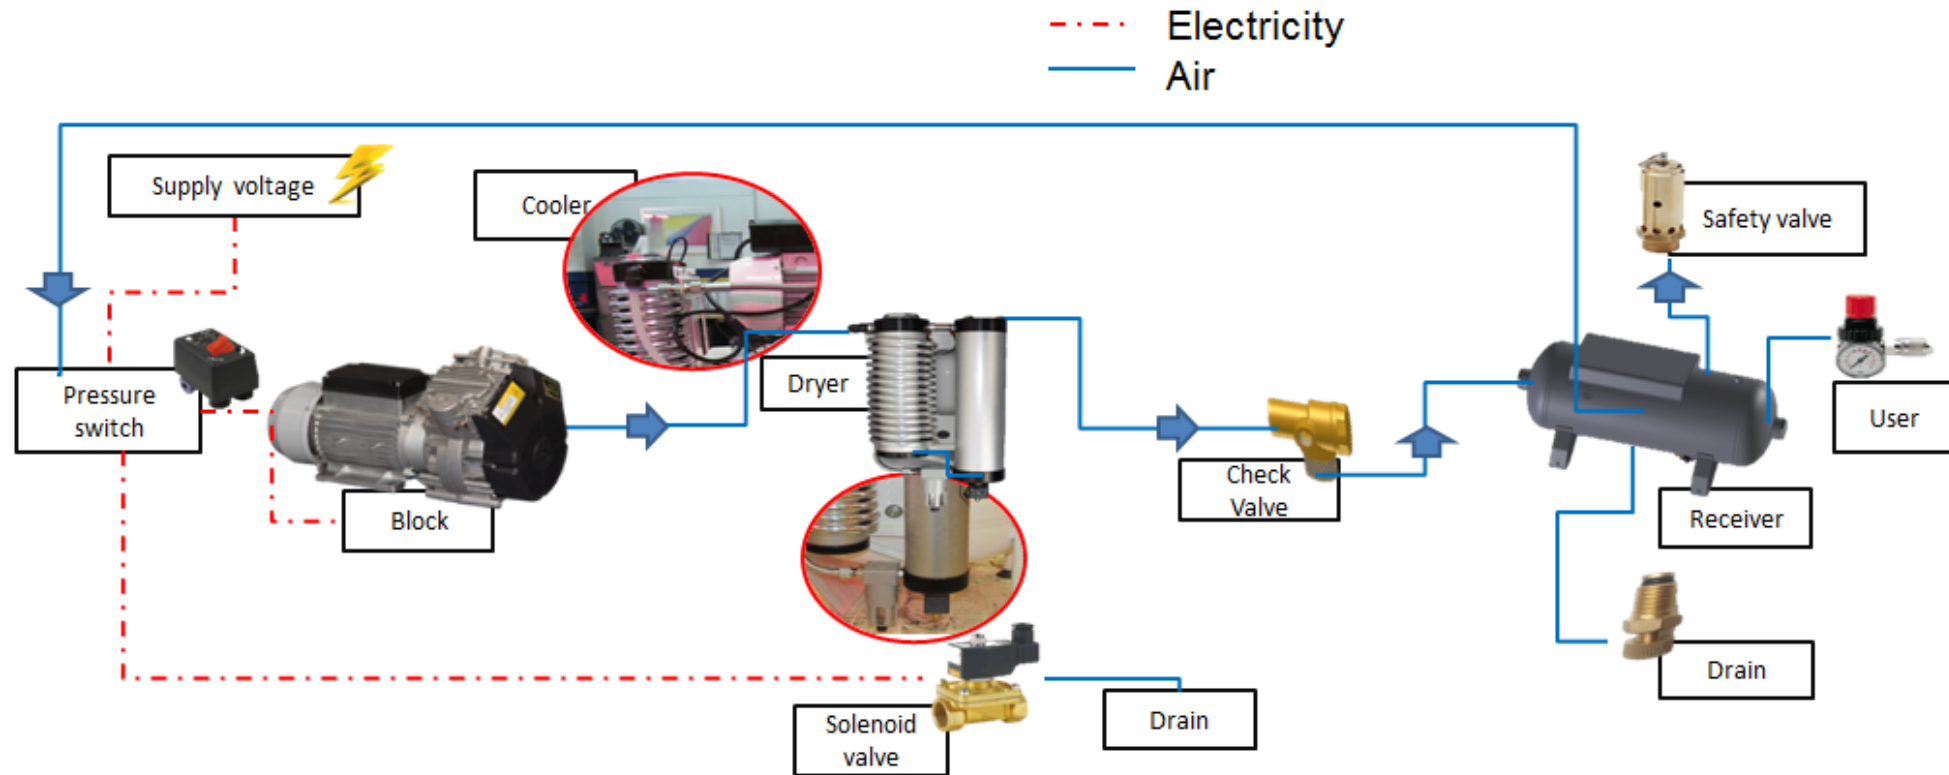 Electricity
Air
Supply voltage
Cooler
Safety valve
Dryer
Pressure
switch
User
Check
Valve
Block
Receiver
Drain
Solenoid
valve
Drain